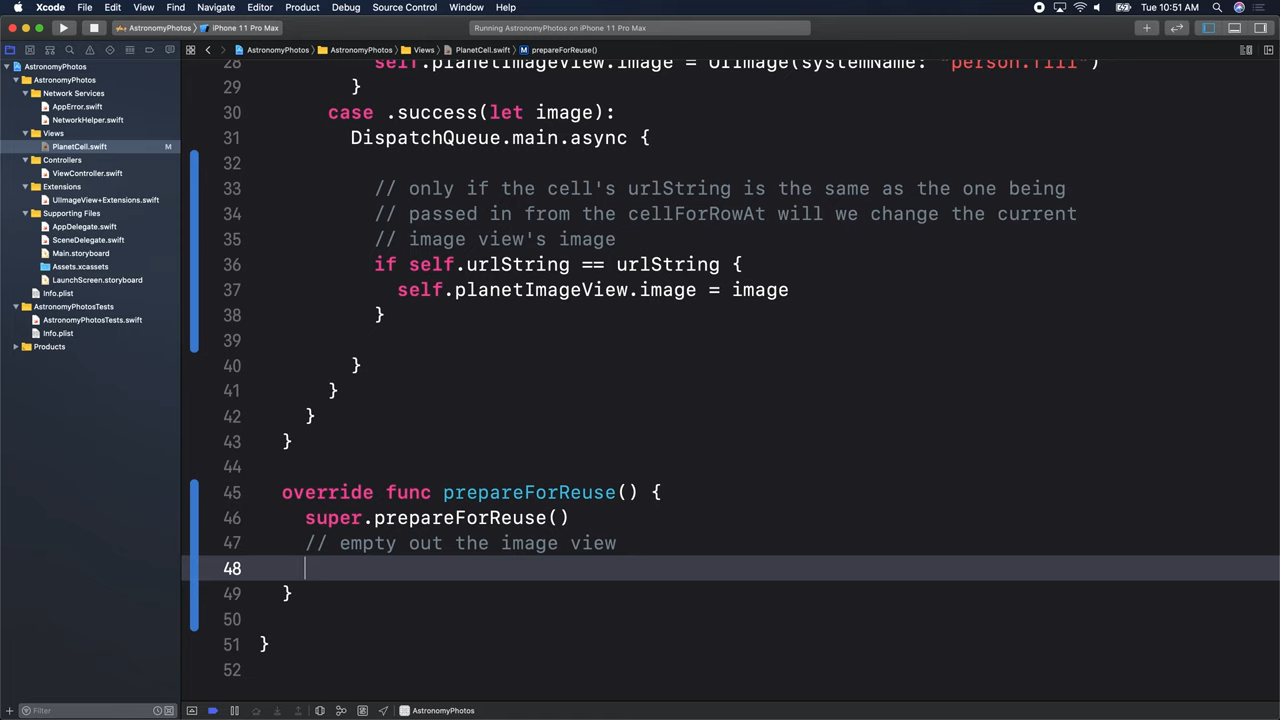 Xcode File Edit View Find Navigate Editor Product Debug Source Control Window Help Tue 10:51 AM
AstronomyPhotos iPhone 11 Pro Max Running AstronomyPhotos on iPhone 11 Pro Max
AstronomyPhotos AstronomyPhotos Views PlanetCell.swift M prepareForReuse()
AstronomyPhotos
AstronomyPhotos
Network Services
AppError.swift
NetworkHelper.swift
Views
PlanetCell.swift M
Controllers
ViewController.swift
Extensions
UIImageView+Extensions.swift
Supporting Files
AppDelegate.swift
SceneDelegate.swift
Main.storyboard
Assets.xcassets
LaunchScreen.storyboard
Info.plist
AstronomyPhotosTests
AstronomyPhotosTests.swift
Info.plist
Products
28 self.planetImageView.image = UIImage(systemName: "person.fill")
29 }
30 case .success(let image):
31 DispatchQueue.main.async {
32
33 // only if the cell's urlString is the same as the one being
34 // passed in from the cellForRowAt will we change the current
35 // image view's image
36 if self.urlString == urlString {
37 self.planetImageView.image = image
38 }
39
40 }
41 }
42 }
43 }
44
45 override func prepareForReuse() {
46 super.prepareForReuse()
47 // empty out the image view
48
49 }
50
51 }
52
Filter AstronomyPhotos